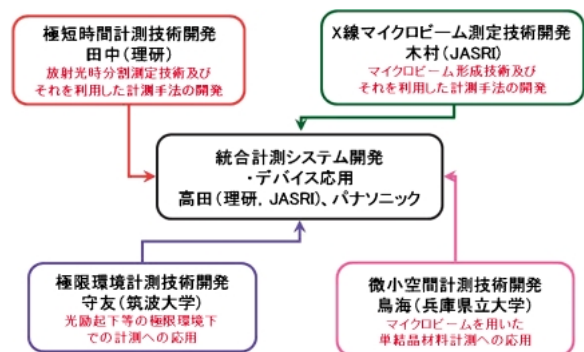 極短時間計測技術開発
田中(理研)
放射光時分割測定技術及び
それを利用した計測手法の開発
X線マイクロビーム測定技術開発
木村(JASRI)
マイクロビーム形成技術及び
それを利用した計測手法の開発
統合計測システム開発
・デバイス応用
高田(理研, JASRI)、パナソニック
極限環境計測技術開発
守友(筑波大学)
光励起下等の極限環境下
での計測への応用
微小空間計測技術開発
鳥海(兵庫県立大学)
マイクロビームを用いた
単結晶材料計測への応用